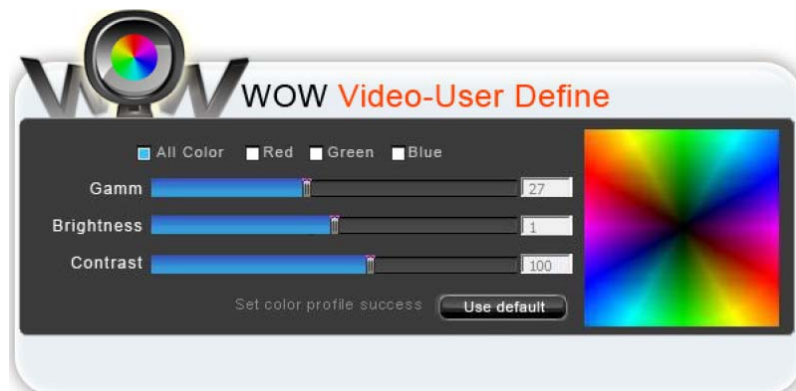 WOW
WOW Video-User Define
All Color Red Green Blue
Gamm 27
Brightness 1
Contrast 100
Set color profile success Use default